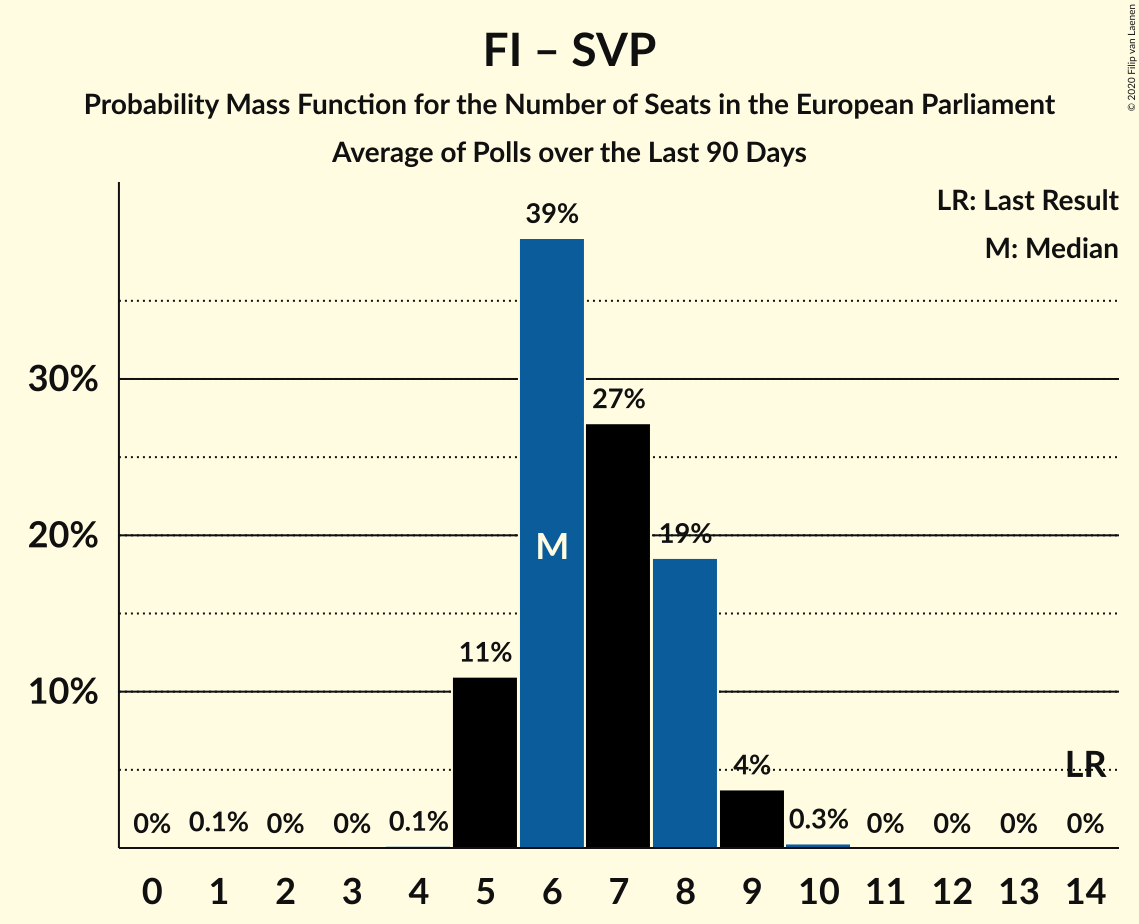 FI – SVP
Probability Mass Function for the Number of Seats in the European Parliament
Average of Polls over the Last 90 Days
© 2020 Filip van Laenen
LR: Last Result
M: Median
39%
30%
27%
20%
19%
M
11%
10%
4%
LR
0% 0.1% 0% 0% 0.1% 0.3% 0% 0% 0% 0%
0 1 2 3 4 5 6 7 8 9 10 11 12 13 14